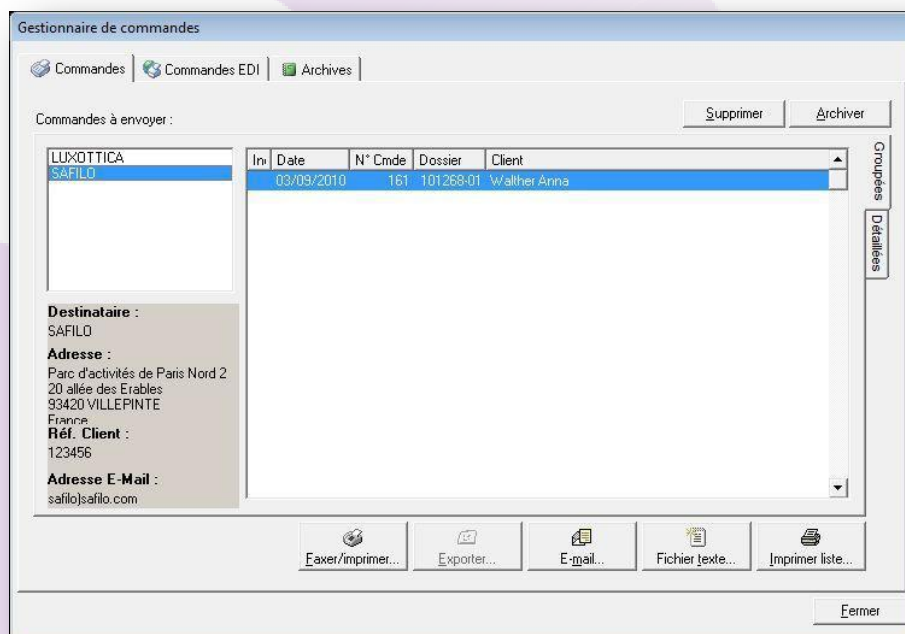 Gestionnaire de commandes
Commandes
Commandes EDI
Archives
Commandes à envoyer :
Supprimer
Archiver
LUXOTTICA
SAFILO
In Date N° Cmde Dossier Client
03/09/2010 161 101268-01 Walther Anna
Groupées
Détaillées
Destinataire :
SAFILO
Adresse :
Parc d'activités de Paris Nord 2
20 allée des Erables
93420 VILLEPINTE
France
Réf. Client :
123456
Adresse E-Mail :
safilo]safilo.com
Faxer/imprimer...
Exporter...
E-mail...
Fichier texte...
Imprimer liste...
Fermer